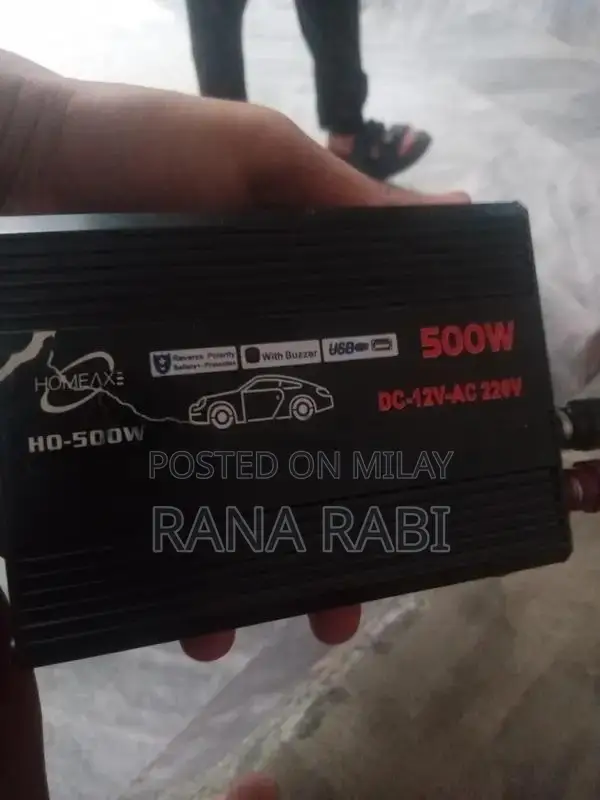 500W
Reverse Polarity
With Buzzer
USB
HOMEAXE
DC-12V-AC 220V
HO-500W
POSTED ON MILAY
RANA RABI